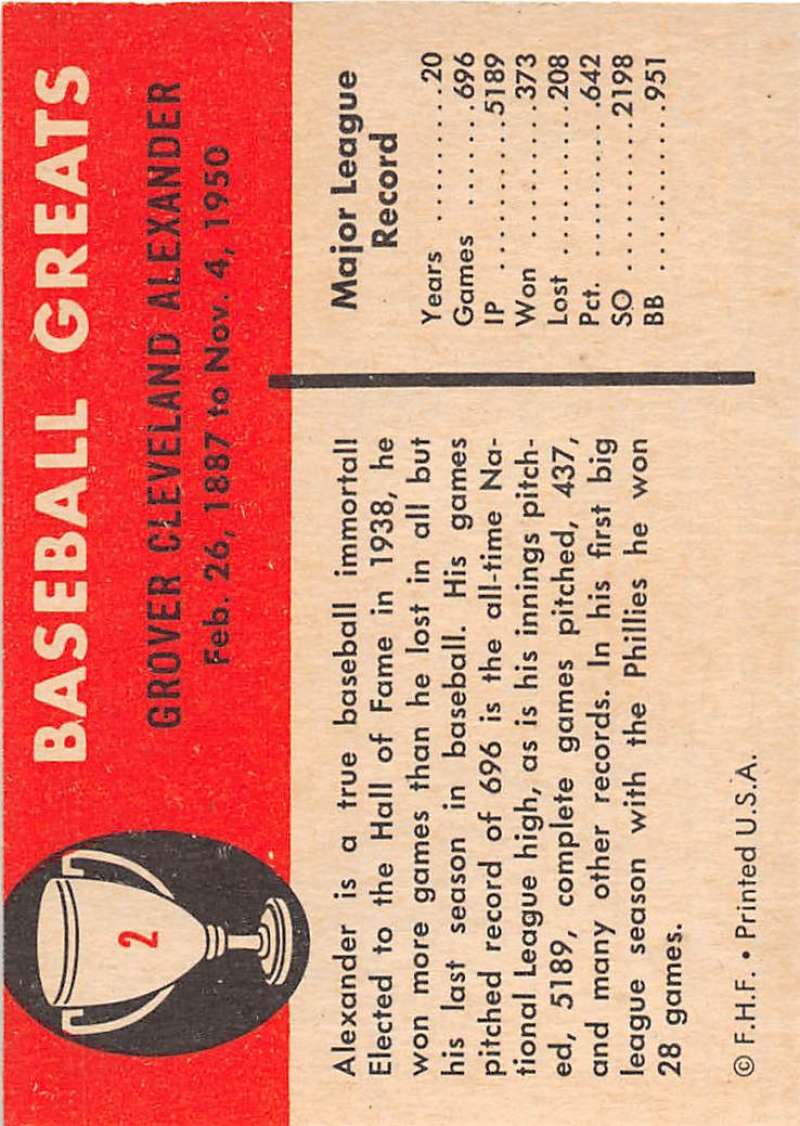 BASEBALL GREATS
GROVER CLEVELAND ALEXANDER
Feb. 26, 1887 to Nov. 4, 1950
2
Alexander is a true baseball immortal!
Elected to the Hall of Fame in 1938, he
won more games than he lost in all but
his last season in baseball. His games
pitched record of 696 is the all-time Na-
tional League high, as is his innings pitch-
ed, 5189, complete games pitched, 437,
and many other records. In his first big
league season with the Phillies he won
28 games.
© F.H.F. • Printed U.S.A.
Major League
Record
Years .........20
Games ......696
IP ............5189
Won .........373
Lost ..........208
Pct. ..........642
SO .........2198
BB ............951